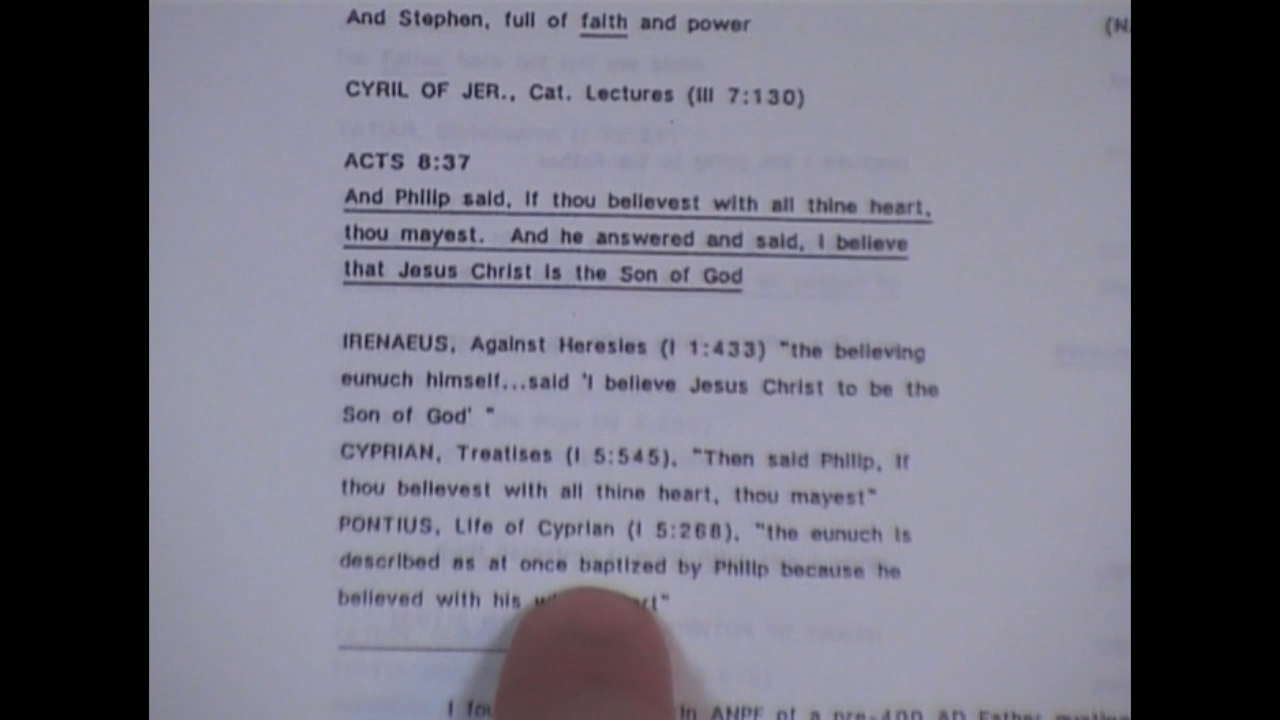 And Stephen, full of faith and power (N
CYRIL OF JER., Cat. Lectures (III 7:130)
ACTS 8:37
And Philip said, If thou believest with all thine heart,
thou mayest. And he answered and said, I believe
that Jesus Christ is the Son of God
IRENAEUS, Against Heresies (I 1:433) "the believing
eunuch himself...said 'I believe Jesus Christ to be the
Son of God' "
CYPRIAN, Treatises (I 5:545), "Then said Philip, If
thou believest with all thine heart, thou mayest"
PONTIUS, Life of Cyprian (I 5:268), "the eunuch is
described as at once baptized by Philip because he
believed with his
I in ANPF of a pre-400 AD Father